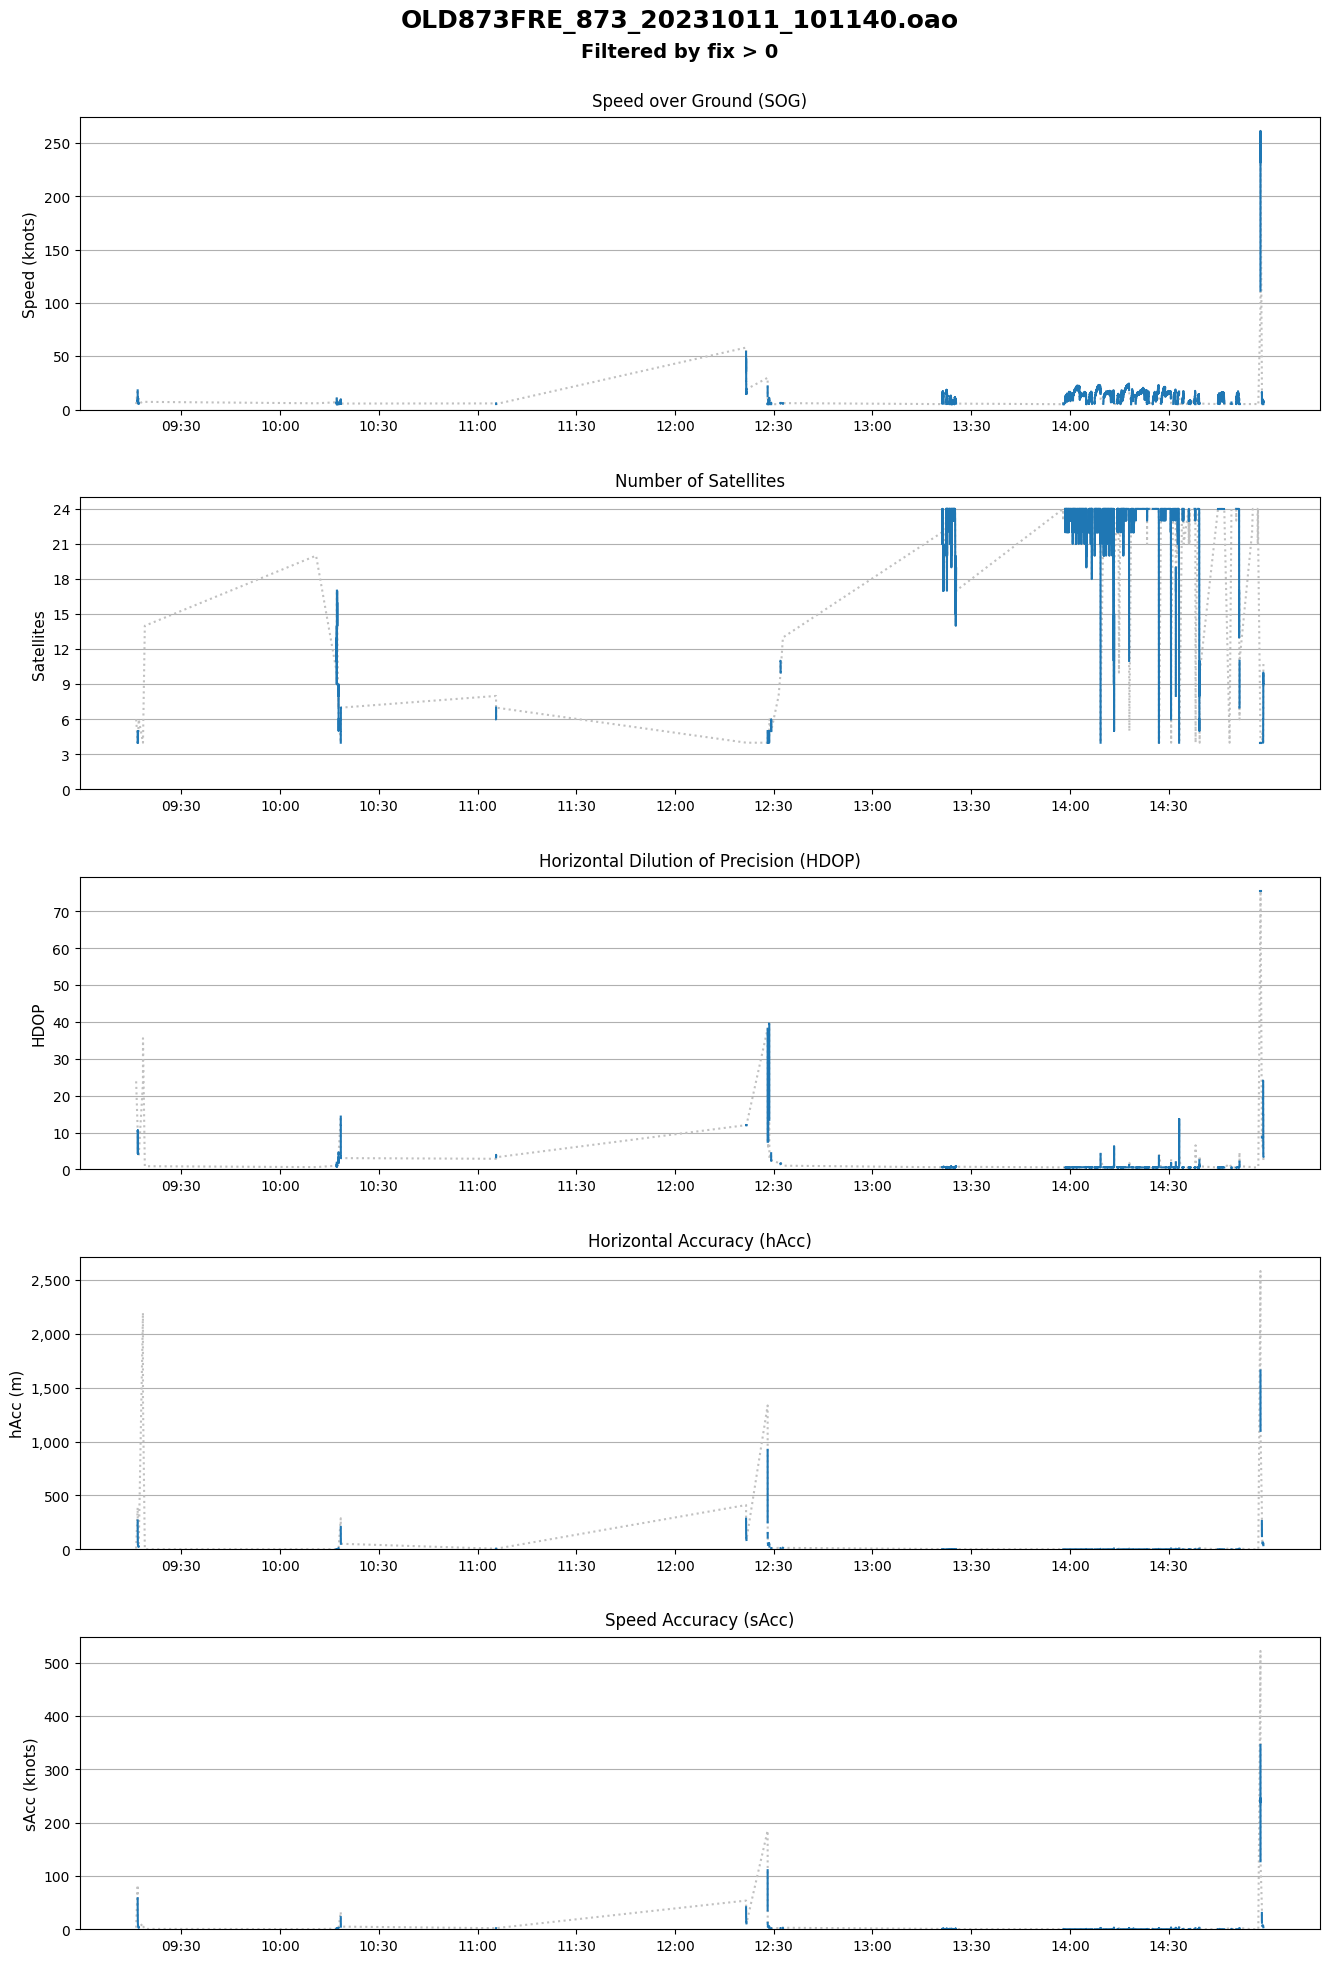 OLD873FRE_873_20231011_101140.oao
Filtered by fix > 0
Speed over Ground (SOG)
Speed (knots)
250
200
150
100
50
0
09:30 10:00 10:30 11:00 11:30 12:00 12:30 13:00 13:30 14:00 14:30
Number of Satellites
Satellites
24
21
18
15
12
9
6
3
0
09:30 10:00 10:30 11:00 11:30 12:00 12:30 13:00 13:30 14:00 14:30
Horizontal Dilution of Precision (HDOP)
HDOP
70
60
50
40
30
20
10
0
09:30 10:00 10:30 11:00 11:30 12:00 12:30 13:00 13:30 14:00 14:30
Horizontal Accuracy (hAcc)
hAcc (m)
2,500
2,000
1,500
1,000
500
0
09:30 10:00 10:30 11:00 11:30 12:00 12:30 13:00 13:30 14:00 14:30
Speed Accuracy (sAcc)
sAcc (knots)
500
400
300
200
100
0
09:30 10:00 10:30 11:00 11:30 12:00 12:30 13:00 13:30 14:00 14:30